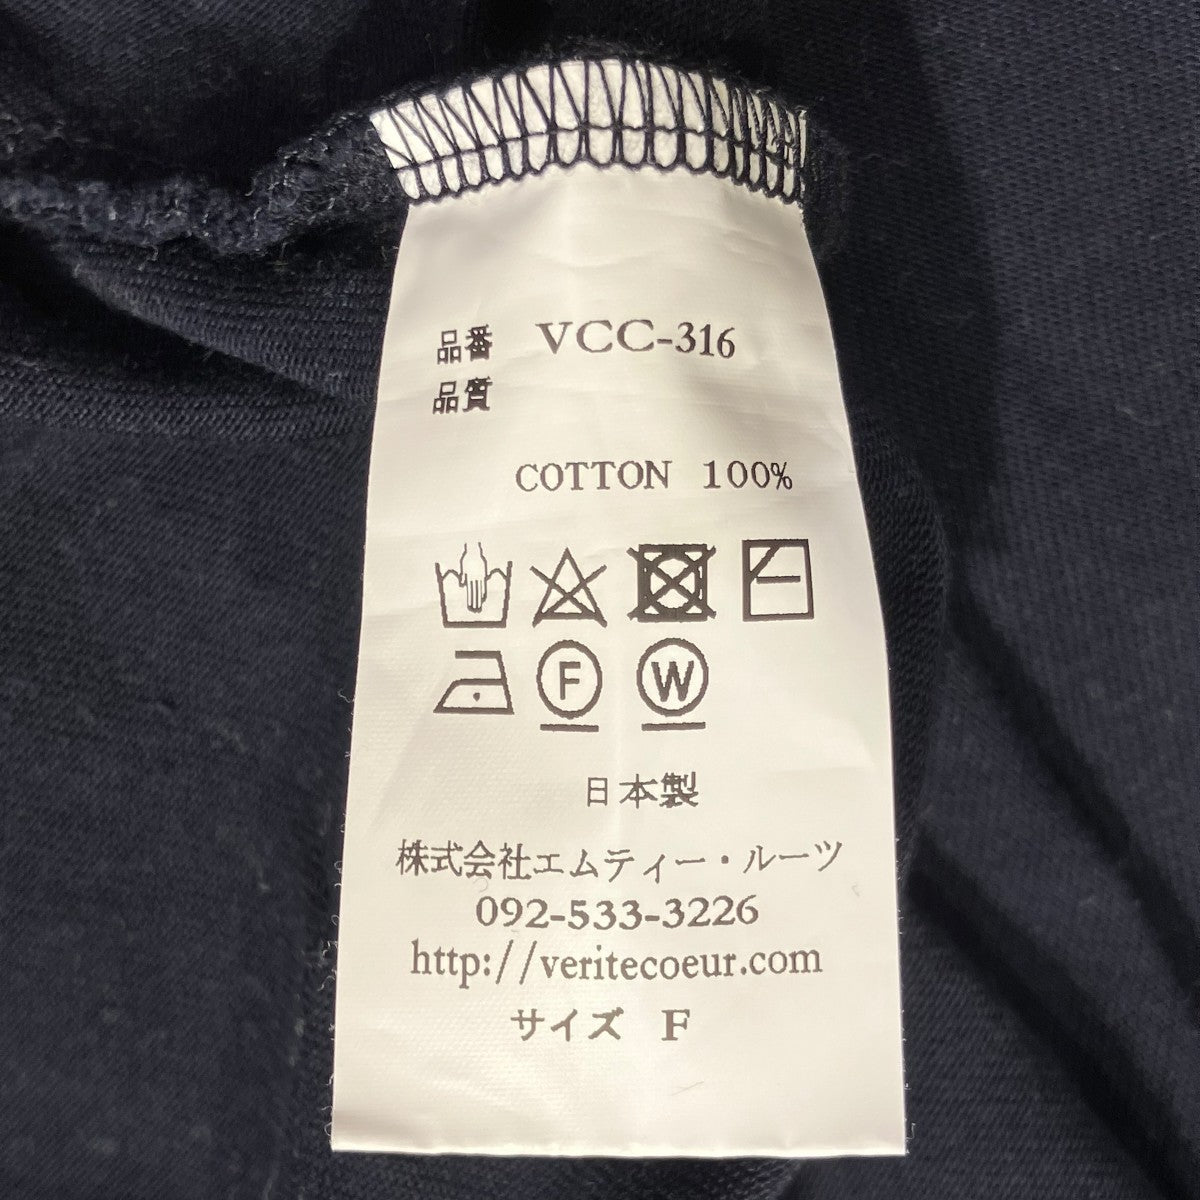 品番 VCC-316
品質
COTTON 100%
F W
日本製
株式会社エムティー・ルーツ
092-533-3226
http://veritecoeur.com
サイズ F